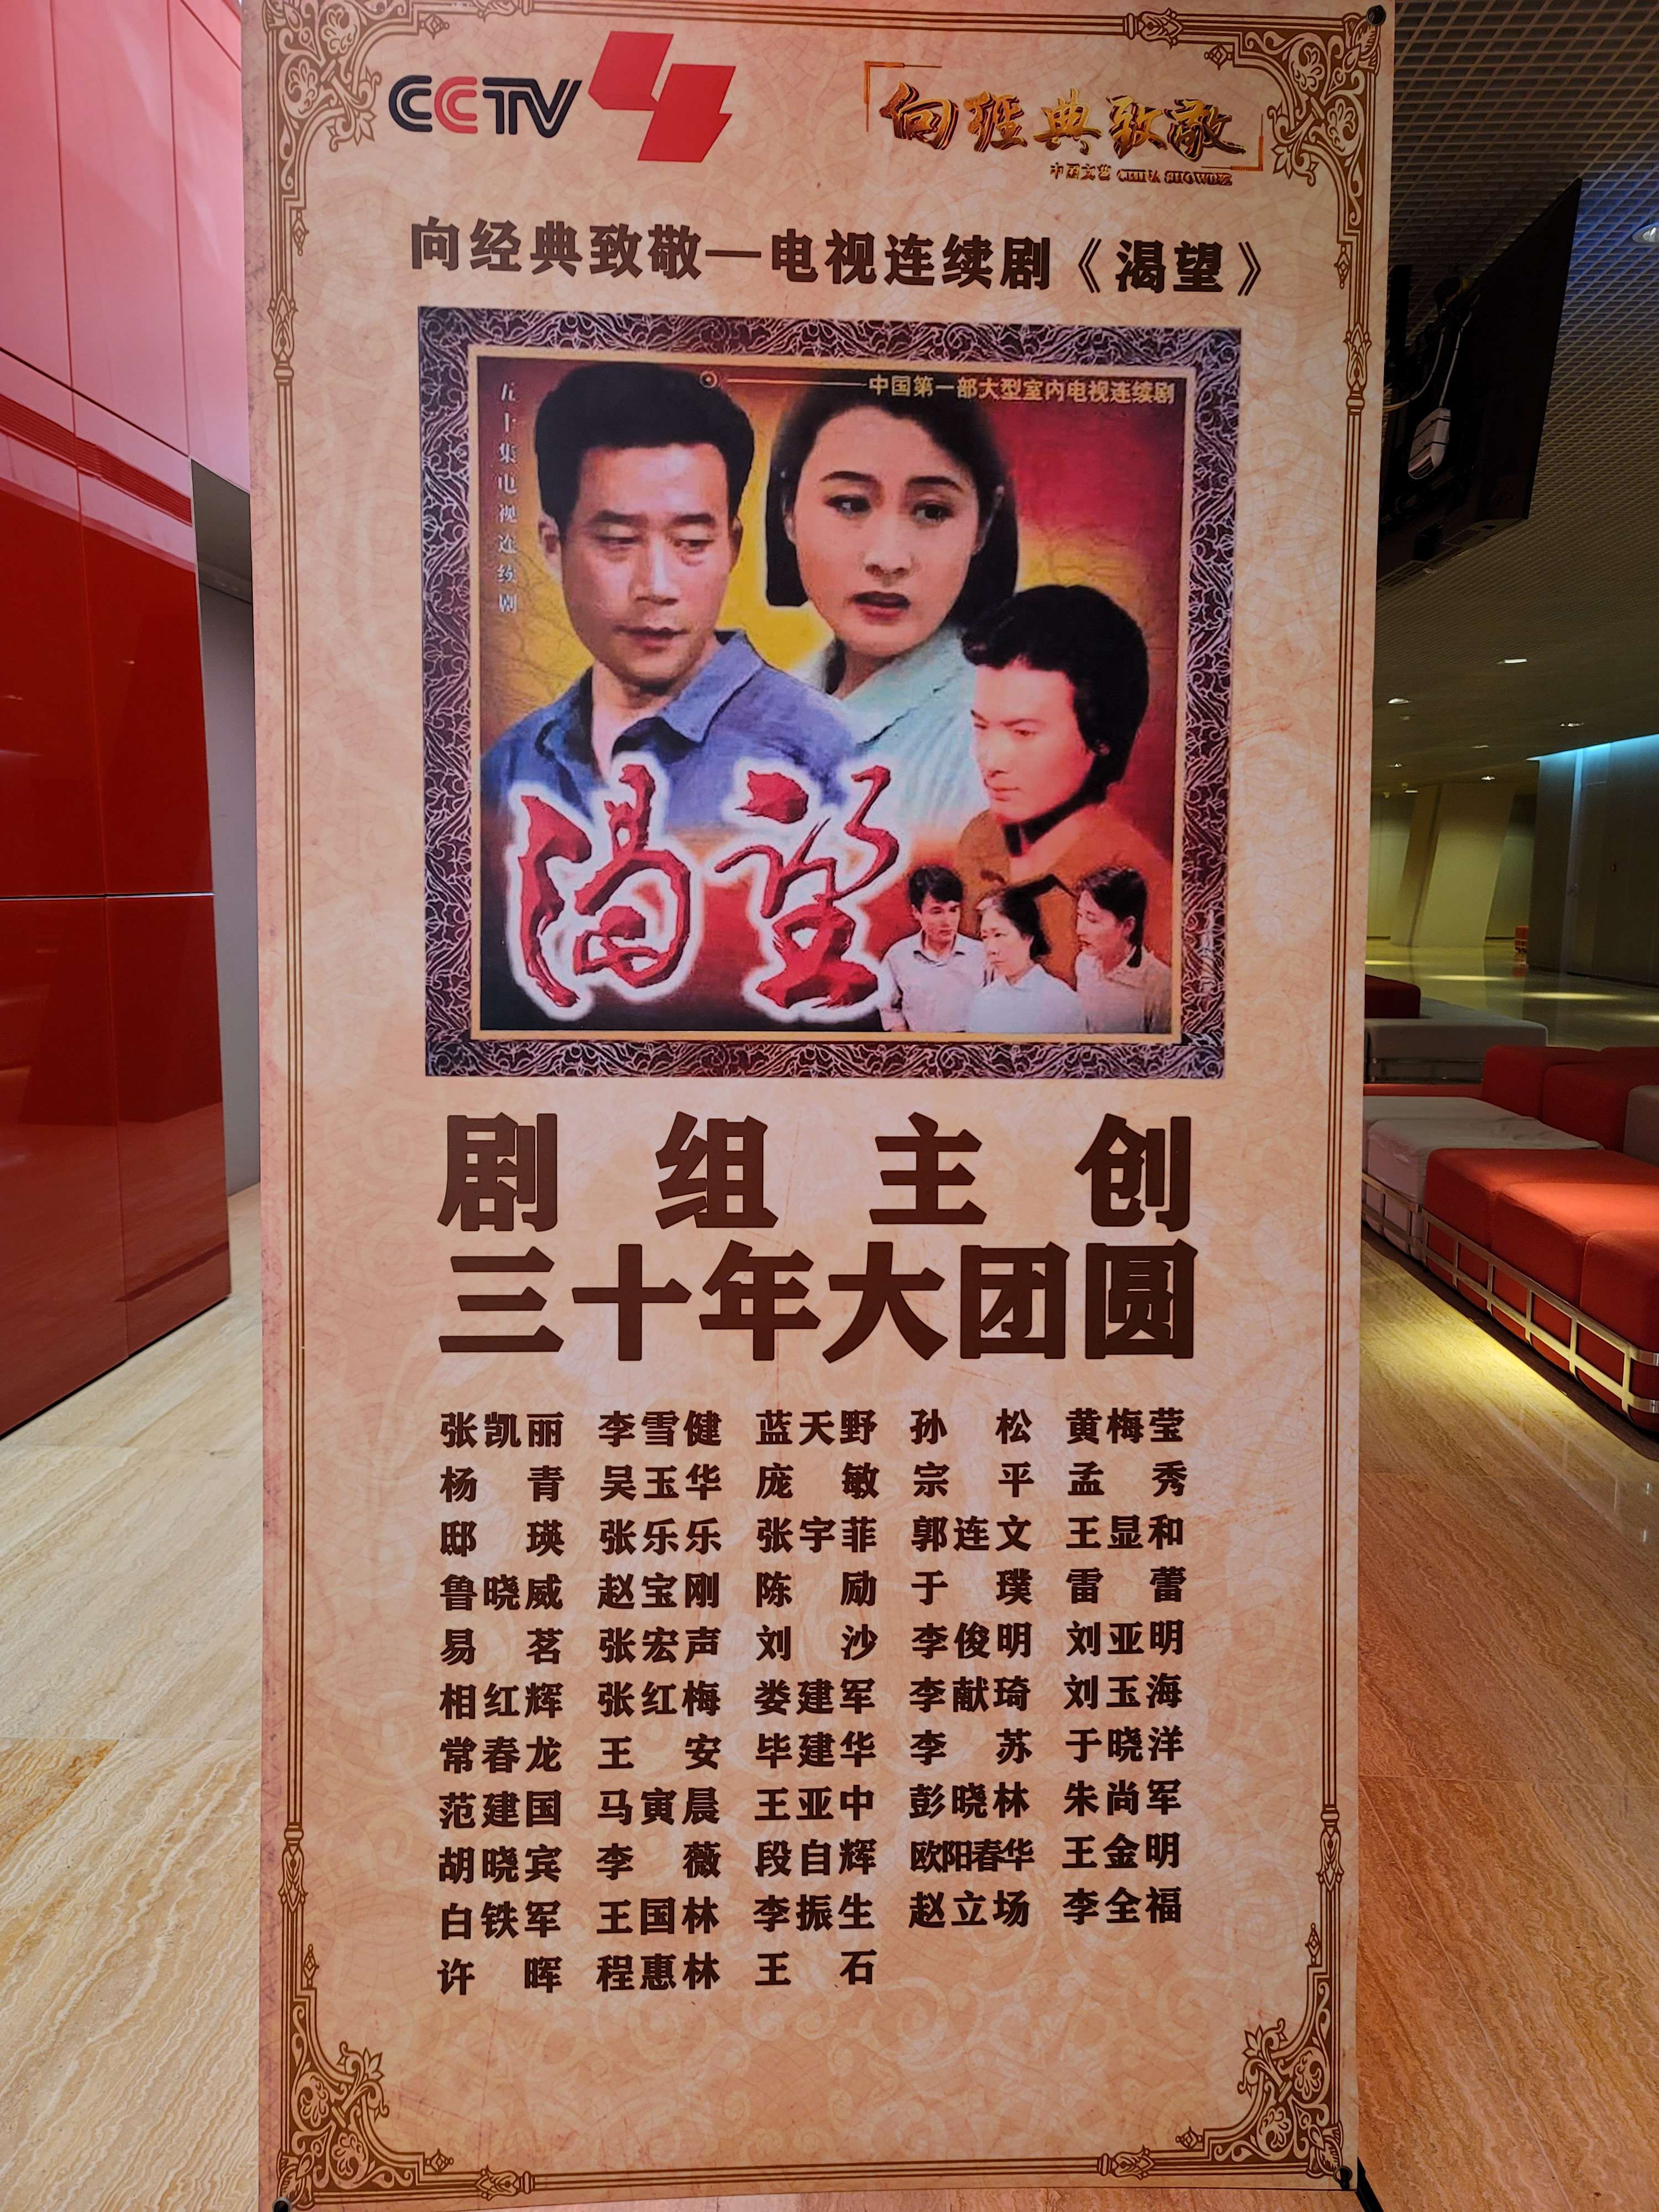 CCTV 4
向经典致敬
中国文艺 CHINA SHOWBIZ
向经典致敬—电视连续剧《渴望》
中国第一部大型室内电视连续剧
五十集电视连续剧
渴望
剧组主创
三十年大团圆
张凯丽 李雪健 蓝天野 孙松 黄梅莹
杨青 吴玉华 庞敏 宗平 孟秀
邸瑛 张乐乐 张宇菲 郭连文 王显和
鲁晓威 赵宝刚 陈励 于璞 雷蕾
易茗 张宏声 刘沙 李俊明 刘亚明
相红辉 张红梅 娄建军 李献琦 刘玉海
常春龙 王安 毕建华 李苏 于晓洋
范建国 马寅晨 王亚中 彭晓林 朱尚军
胡晓宾 李薇 段自辉 欧阳春华 王金明
白铁军 王国林 李振生 赵立场 李全福
许晖 程惠林 王石